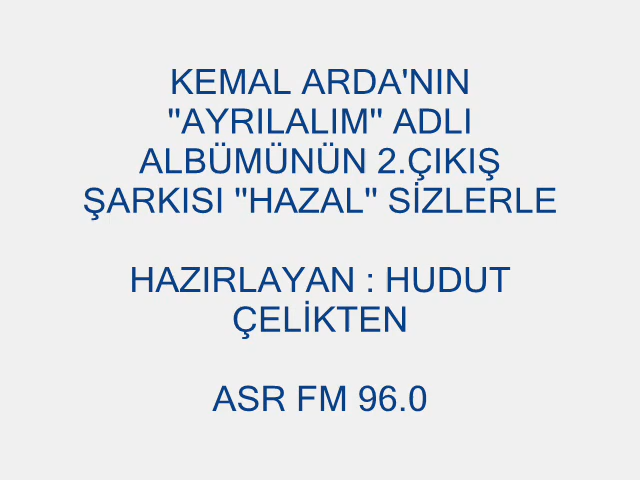 KEMAL ARDA'NIN
"AYRILALIM" ADLI
ALBÜMÜNÜN 2.ÇIKIŞ
ŞARKISI "HAZAL" SİZLERLE
HAZIRLAYAN : HUDUT
ÇELİKTEN
ASR FM 96.0